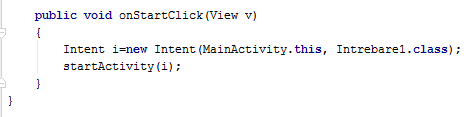 public void onStartClick(View v)
{
Intent i=new Intent(MainActivity.this, Intrebare1.class);
startActivity(i);
}
}